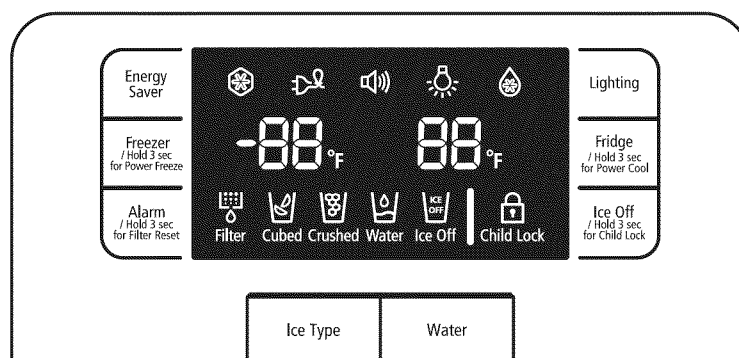 Energy
Saver
Freezer
/ Hold 3 sec
for Power Freeze
Alarm
/ Hold 3 sec
for Filter Reset
-88 °F
88 °F
ICE
OFF
Filter Cubed Crushed Water Ice Off Child Lock
Lighting
Fridge
/ Hold 3 sec
for Power Cool
Ice Off
/ Hold 3 sec
for Child Lock
Ice Type
Water